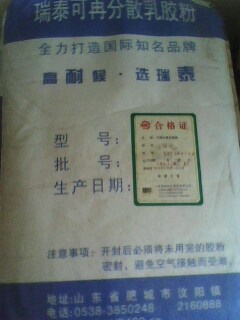 瑞泰可再分散乳胶粉
全力打造国际知名品牌
高耐候·选瑞泰
合格证
型号:
批号:
生产日期:
注意事项:开封后必须将未用完的胶粉
密封,避免空气接触而受潮.
地址:山东省肥城市汶阳镇
电话:0538-3850248 2160888